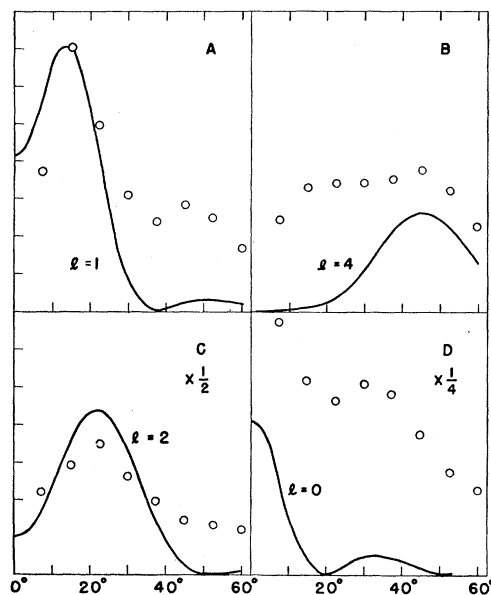 A
B
ℓ = 1
ℓ = 4
C
× 1/2
D
× 1/4
ℓ = 2
ℓ = 0
0° 20° 40° 60° 20° 40° 60°